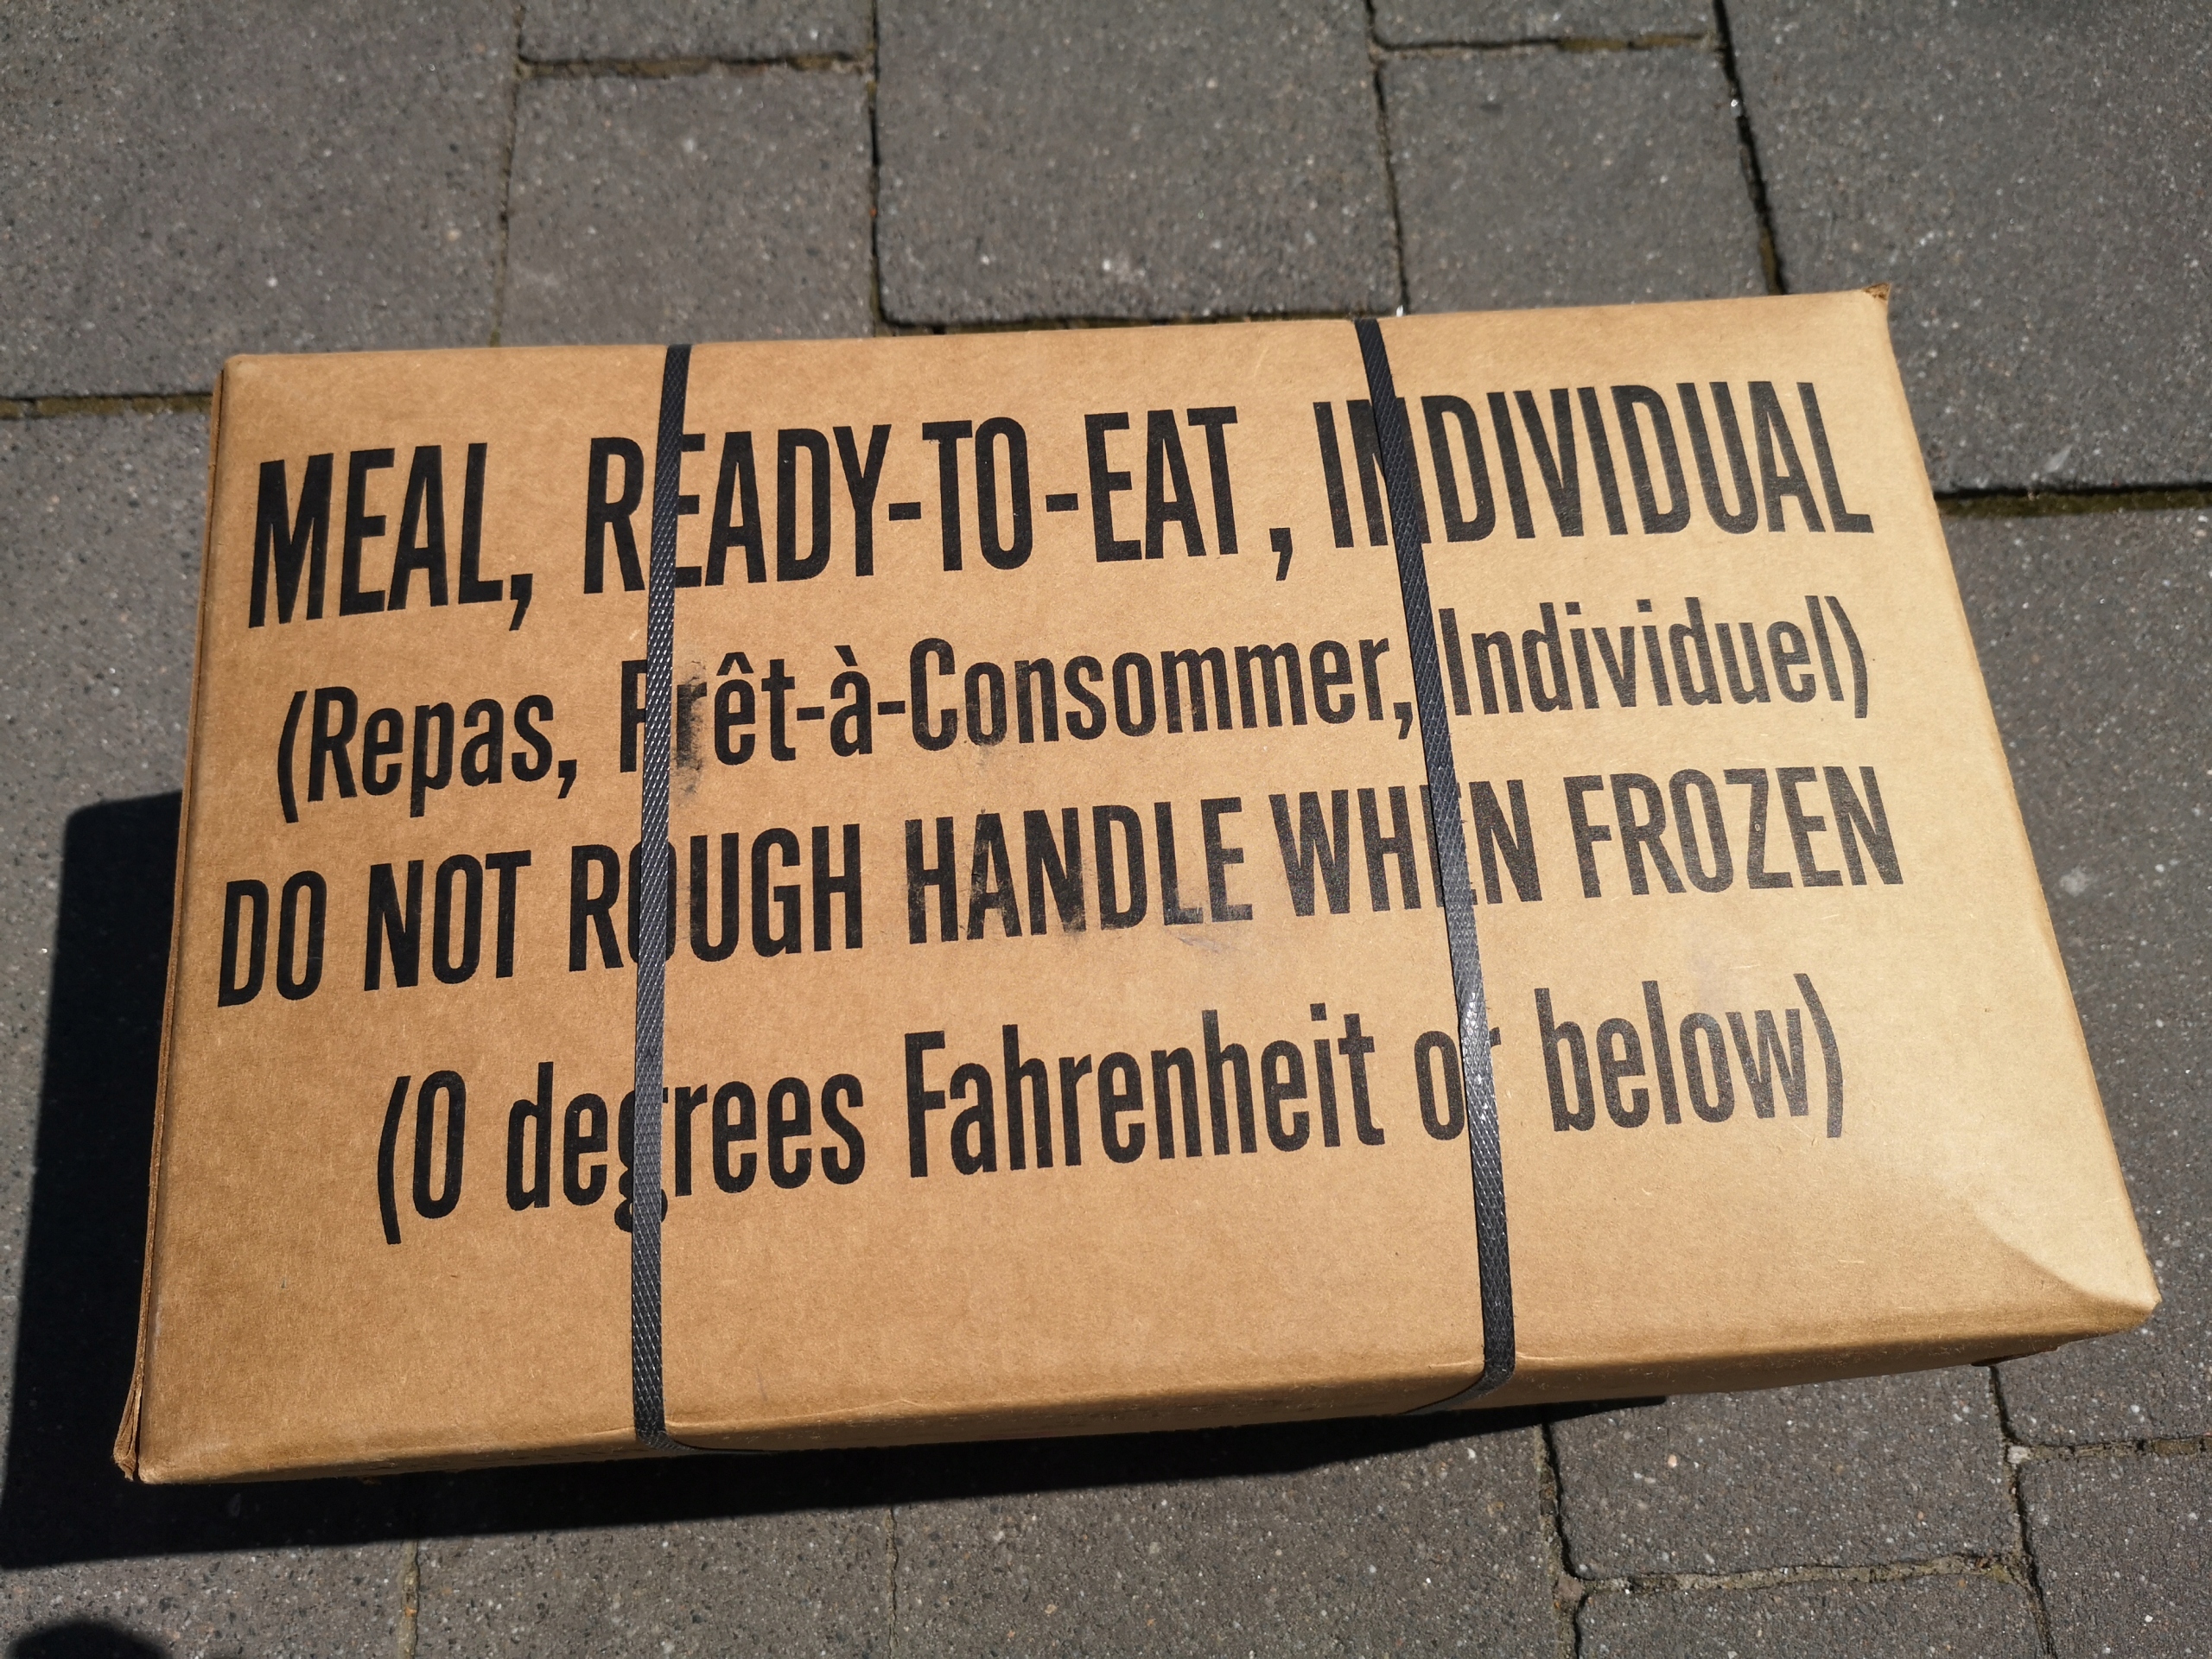 MEAL, READY-TO-EAT, INDIVIDUAL
(Repas, Prêt-à-Consommer, Individuel)
DO NOT ROUGH HANDLE WHEN FROZEN
(0 degrees Fahrenheit or below)